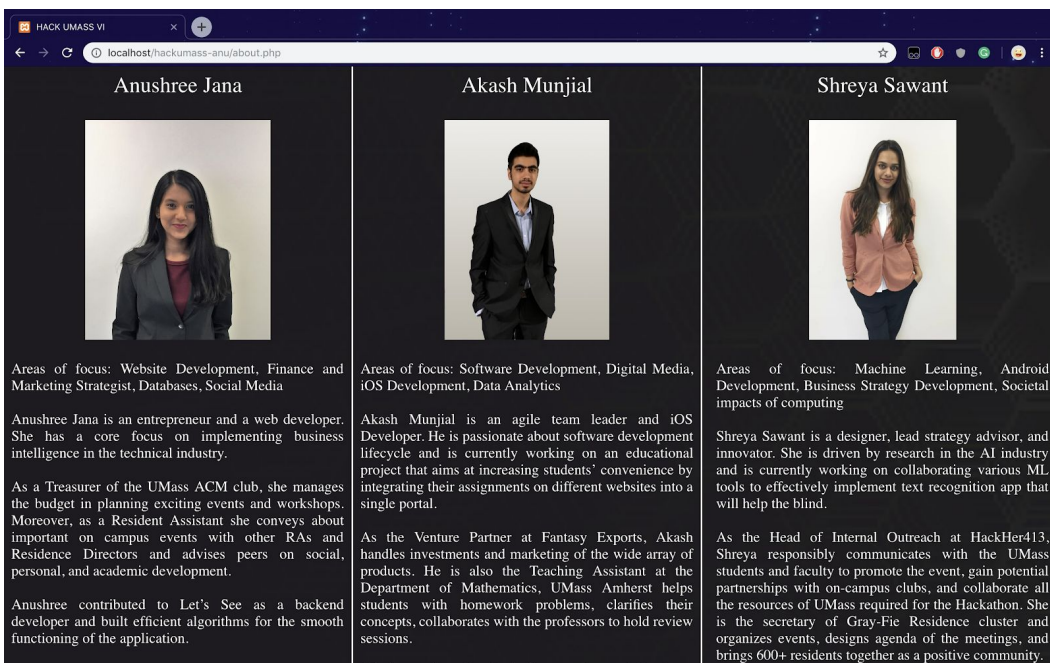 HACK UMASS VI
localhost/hackumass-anu/about.php
Anushree Jana
Areas of focus: Website Development, Finance and
Marketing Strategist, Databases, Social Media
Anushree Jana is an entrepreneur and a web developer.
She has a core focus on implementing business
intelligence in the technical industry.
As a Treasurer of the UMass ACM club, she manages
the budget in planning exciting events and workshops.
Moreover, as a Resident Assistant she conveys about
important on campus events with other RAs and
Residence Directors and advises peers on social,
personal, and academic development.
Anushree contributed to Let's See as a backend
developer and built efficient algorithms for the smooth
functioning of the application.
Akash Munjial
Areas of focus: Software Development, Digital Media,
iOS Development, Data Analytics
Akash Munjial is an agile team leader and iOS
Developer. He is passionate about software development
lifecycle and is currently working on an educational
project that aims at increasing students' convenience by
integrating their assignments on different websites into a
single portal.
As the Venture Partner at Fantasy Exports, Akash
handles investments and marketing of the wide array of
products. He is also the Teaching Assistant at the
Department of Mathematics, UMass Amherst helps
students with homework problems, clarifies their
concepts, collaborates with the professors to hold review
sessions.
Shreya Sawant
Areas of focus: Machine Learning, Android
Development, Business Strategy Development, Societal
impacts of computing
Shreya Sawant is a designer, lead strategy advisor, and
innovator. She is driven by research in the AI industry
and is currently working on collaborating various ML
tools to effectively implement text recognition app that
will help the blind.
As the Head of Internal Outreach at HackHer413,
Shreya responsibly communicates with the UMass
students and faculty to promote the event, gain potential
partnerships with on-campus clubs, and collaborate all
the resources of UMass required for the Hackathon. She
is the secretary of Gray-Fie Residence cluster and
organizes events, designs agenda of the meetings, and
brings 600+ residents together as a positive community.